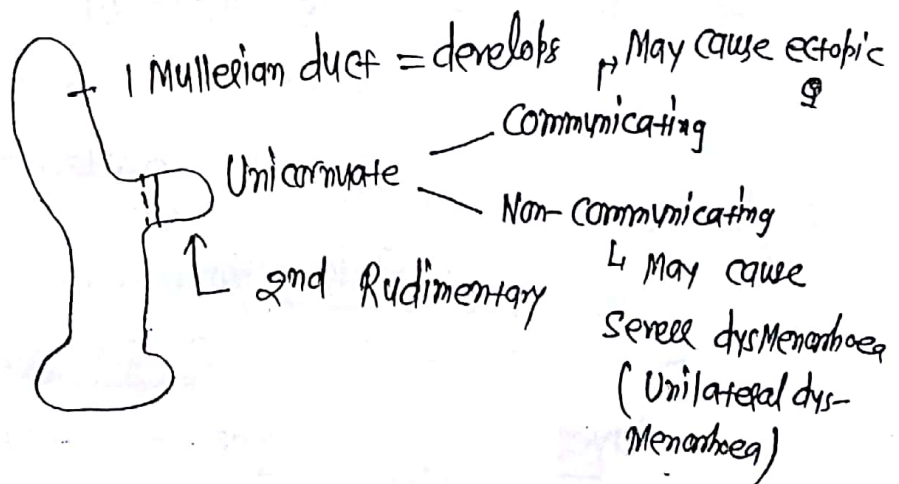 1 Mullerian duct = develops
↱ May cause ectopic
Unicornuate
Communicating
Non-Communicating
↳ May cause
Severe dysMenorrhoea
(Unilateral dys-
Menorrhoea)
2nd Rudimentary